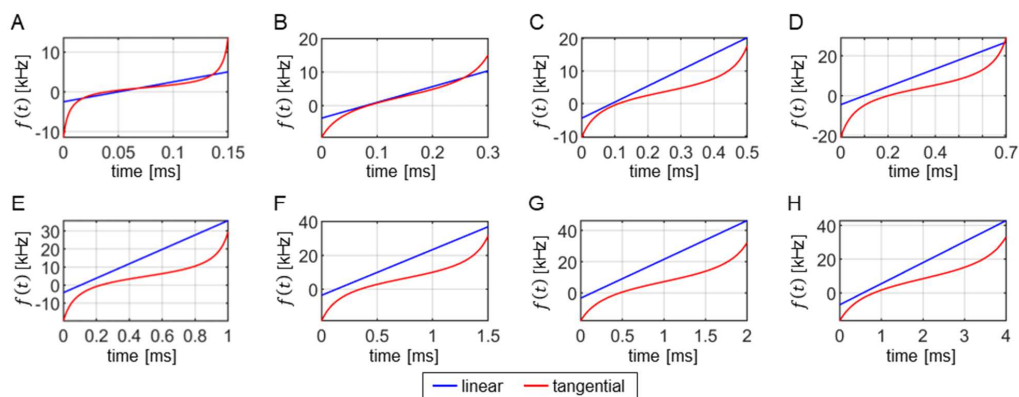 A
f(t) [kHz]
10
0
-10
0 0.05 0.1 0.15
time [ms]
B
f(t) [kHz]
20
10
0
0 0.1 0.2 0.3
time [ms]
C
f(t) [kHz]
20
10
0
-10
0 0.1 0.2 0.3 0.4 0.5
time [ms]
D
f(t) [kHz]
20
0
-20
0 0.2 0.4 0.7
time [ms]
E
f(t) [kHz]
30
20
10
0
-10
0 0.2 0.4 0.6 0.8 1
time [ms]
F
f(t) [kHz]
40
20
0
0 0.5 1 1.5
time [ms]
G
f(t) [kHz]
40
20
0
0 0.5 1 1.5 2
time [ms]
H
f(t) [kHz]
40
20
0
0 1 2 3 4
time [ms]
linear tangential